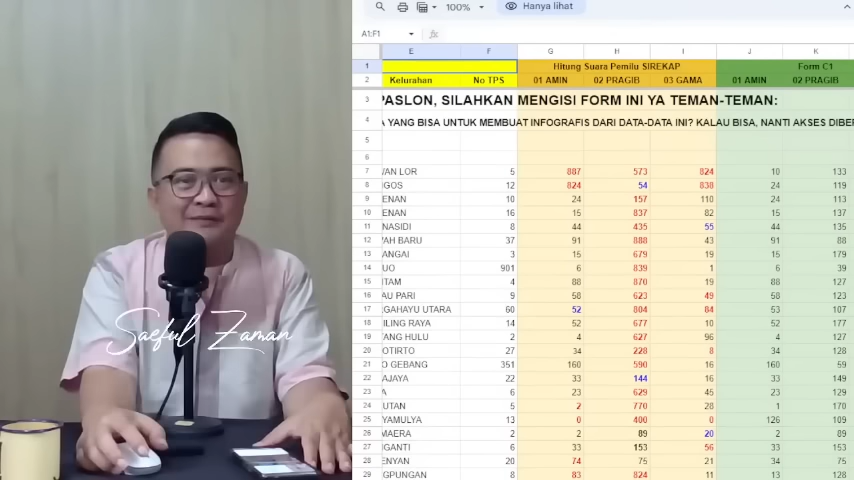 100% Hanya lihat
A1:F1 fx
E F G H I J K
1 Hitung Suara Pemilu SIREKAP Form C1
2 Kelurahan No TPS 01 AMIN 02 PRAGIB 03 GAMA 01 AMIN 02 PRAGIB
3 PASLON, SILAHKAN MENGISI FORM INI YA TEMAN-TEMAN:
4 A YANG BISA UNTUK MEMBUAT INFOGRAFIS DARI DATA-DATA INI? KALAU BISA, NANTI AKSES DIBER
5
6
7 VAN LOR 5 887 573 824 10 133
8 GOS 12 824 54 838 24 119
9 ENAN 10 24 157 110 24 113
10 ENAN 16 15 837 82 15 137
11 NASIDI 8 44 435 55 44 91
12 AH BARU 37 91 888 43 91 88
13 ANGAI 3 15 679 19 15 179
14 UO 901 6 839 1 6 39
15 ITAM 4 88 870 19 88 127
16 AU PARI 9 58 623 49 58 123
17 GAHAYU UTARA 60 52 804 84 53 107
18 ILING RAYA 14 52 677 10 52 177
19 ANG HULU 2 4 627 96 4 127
20 OTIRTO 27 34 228 8 34 128
21 O GEBANG 351 160 590 16 160 59
22 AJAYA 22 33 144 16 33 149
23 A 6 23 629 45 23 129
24 UTAN 5 2 770 28 1 170
25 YAMULYA 13 0 400 0 126 109
26 MAERA 2 2 89 20 2 89
27 IGANTI 6 33 153 56 33 153
28 ENYAN 20 74 75 21 34 75
29 GPUNGAN 8 83 824 11 13 128
Saeful Zaman